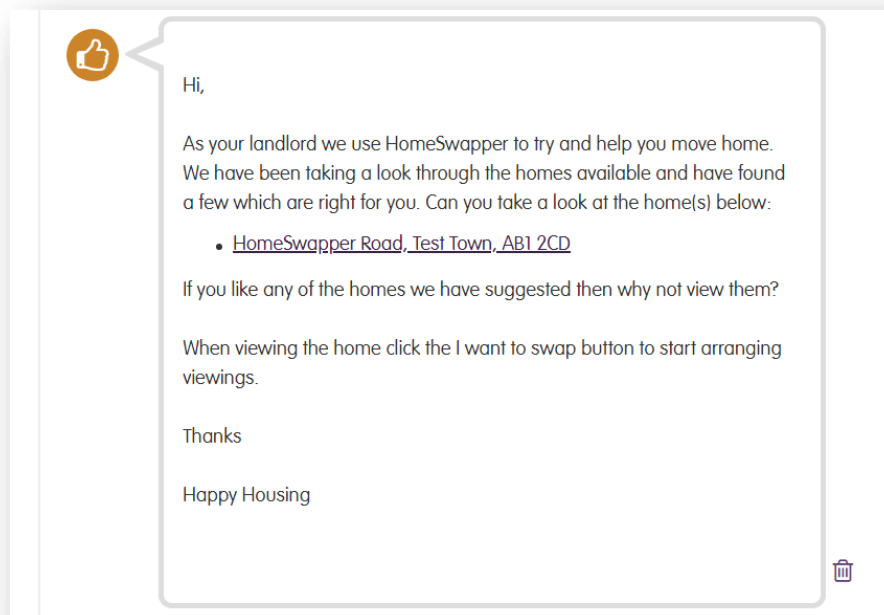 Hi,
As your landlord we use HomeSwapper to try and help you move home.
We have been taking a look through the homes available and have found
a few which are right for you. Can you take a look at the home(s) below:
• HomeSwapper Road, Test Town, AB1 2CD
If you like any of the homes we have suggested then why not view them?
When viewing the home click the I want to swap button to start arranging
viewings.
Thanks
Happy Housing